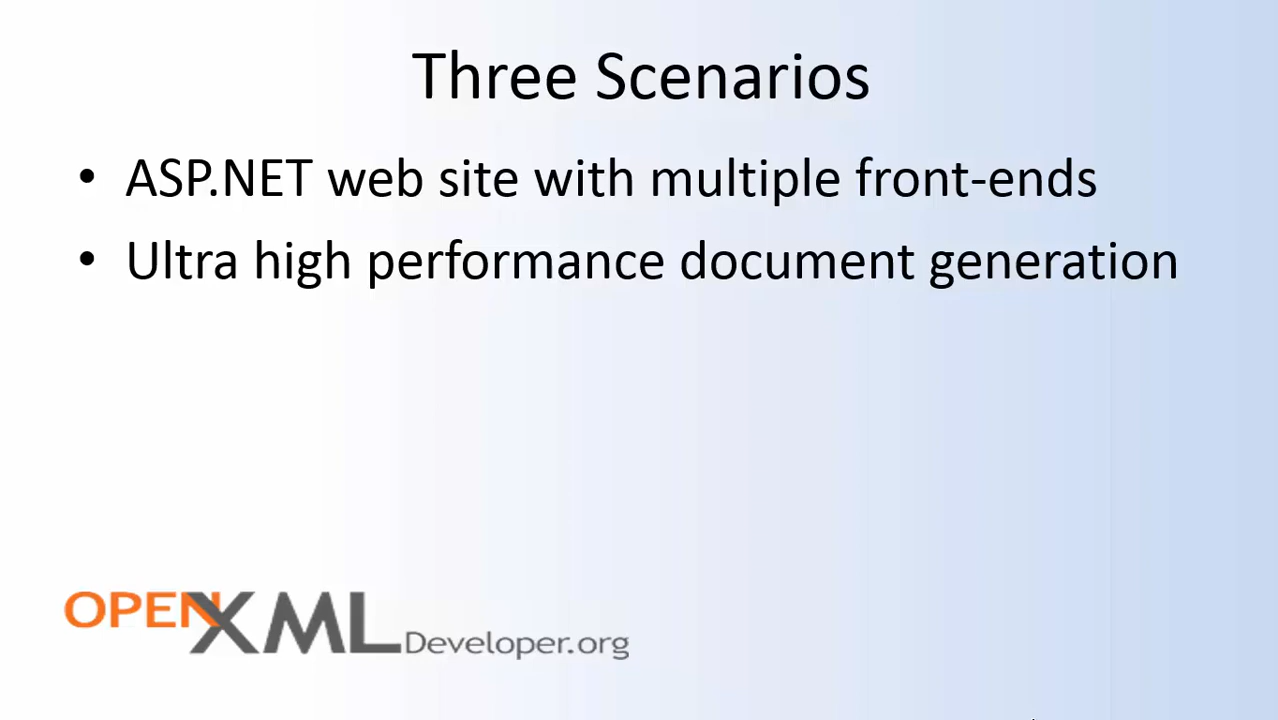 Three Scenarios
• ASP.NET web site with multiple front-ends
• Ultra high performance document generation
OPENXML Developer.org